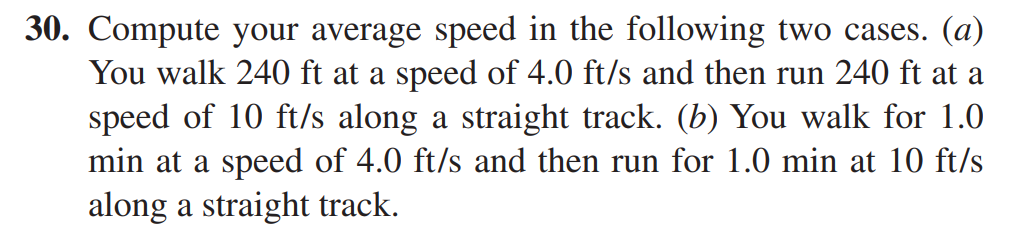 30. Compute your average speed in the following two cases. (a)
You walk 240 ft at a speed of 4.0 ft/s and then run 240 ft at a
speed of 10 ft/s along a straight track. (b) You walk for 1.0
min at a speed of 4.0 ft/s and then run for 1.0 min at 10 ft/s
along a straight track.